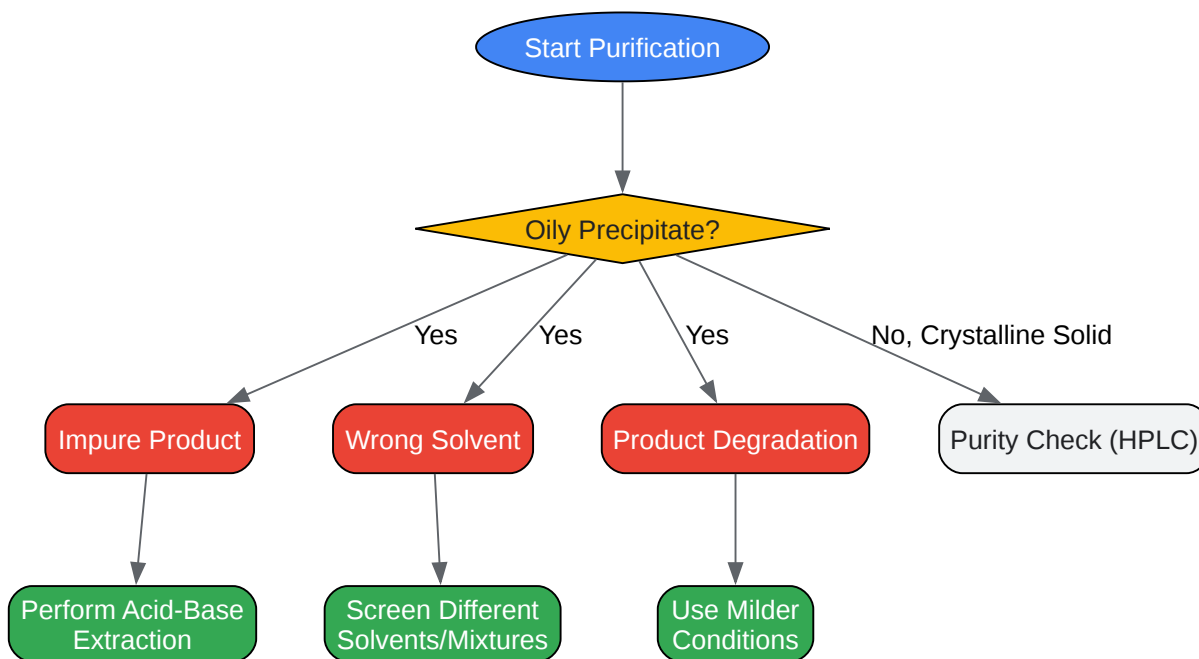 Start Purification
Oily Precipitate?
Yes
Yes
Yes
No, Crystalline Solid
Impure Product
Wrong Solvent
Product Degradation
Purity Check (HPLC)
Perform Acid-Base
Extraction
Screen Different
Solvents/Mixtures
Use Milder
Conditions